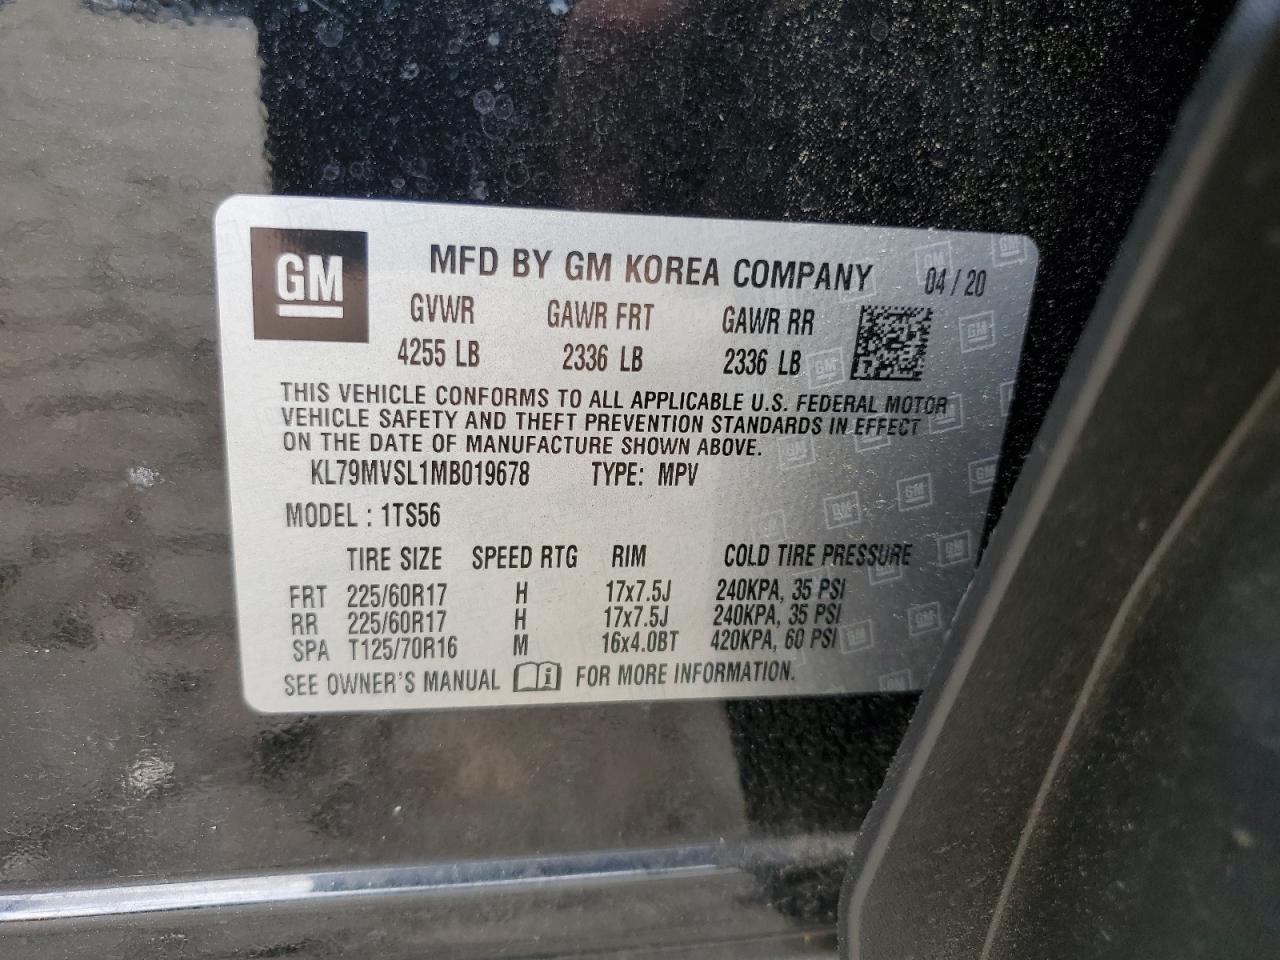 GM
MFD BY GM KOREA COMPANY 04 / 20
GVWR GAWR FRT GAWR RR
4255 LB 2336 LB 2336 LB
THIS VEHICLE CONFORMS TO ALL APPLICABLE U.S. FEDERAL MOTOR
VEHICLE SAFETY AND THEFT PREVENTION STANDARDS IN EFFECT
ON THE DATE OF MANUFACTURE SHOWN ABOVE.
KL79MVSL1MB019678 TYPE: MPV
MODEL : 1TS56
TIRE SIZE SPEED RTG RIM COLD TIRE PRESSURE
FRT 225/60R17 H 17x7.5J 240KPA, 35 PSI
RR 225/60R17 H 17x7.5J 240KPA, 35 PSI
SPA T125/70R16 M 16x4.0BT 420KPA, 60 PSI
SEE OWNER'S MANUAL FOR MORE INFORMATION.